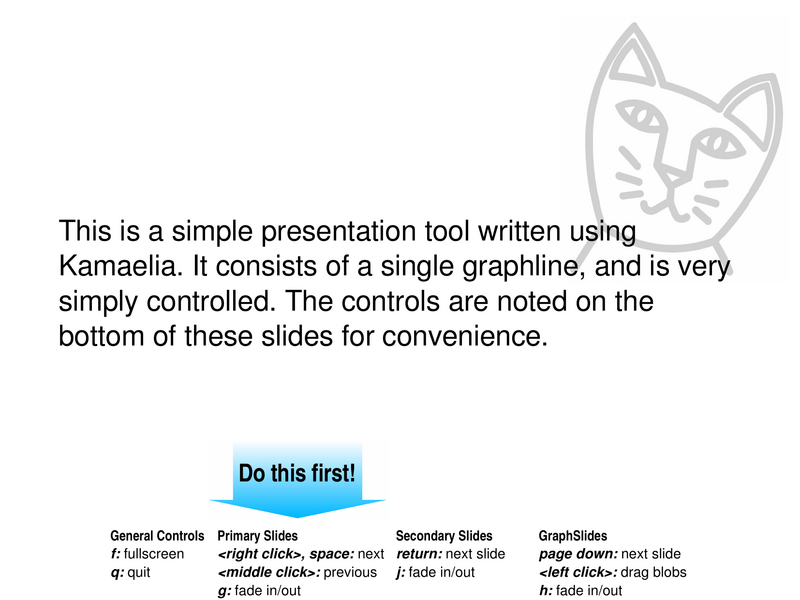 This is a simple presentation tool written using
Kamaelia. It consists of a single graphline, and is very
simply controlled. The controls are noted on the
bottom of these slides for convenience.
Do this first!
General Controls
f: fullscreen
q: quit
Primary Slides
<right click>, space: next
<middle click>: previous
g: fade in/out
Secondary Slides
return: next slide
j: fade in/out
GraphSlides
page down: next slide
<left click>: drag blobs
h: fade in/out